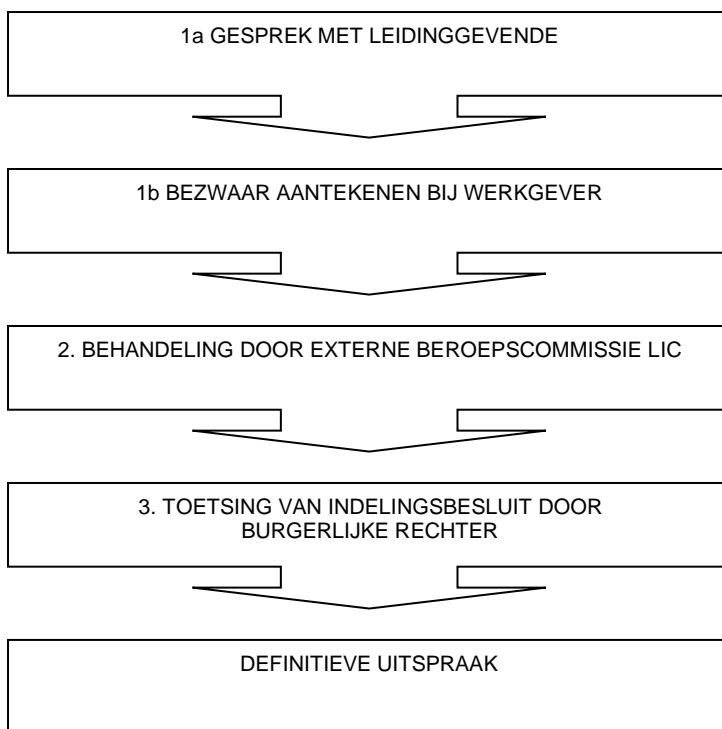 1a GESPREK MET LEIDINGGEVENDE
1b BEZWAAR AANTEKENEN BIJ WERKGEVER
2. BEHANDELING DOOR EXTERNE BEROEPSCOMMISSIE LIC
3. TOETSING VAN INDELINGSBESLUIT DOOR
BURGERLIJKE RECHTER
DEFINITIEVE UITSPRAAK